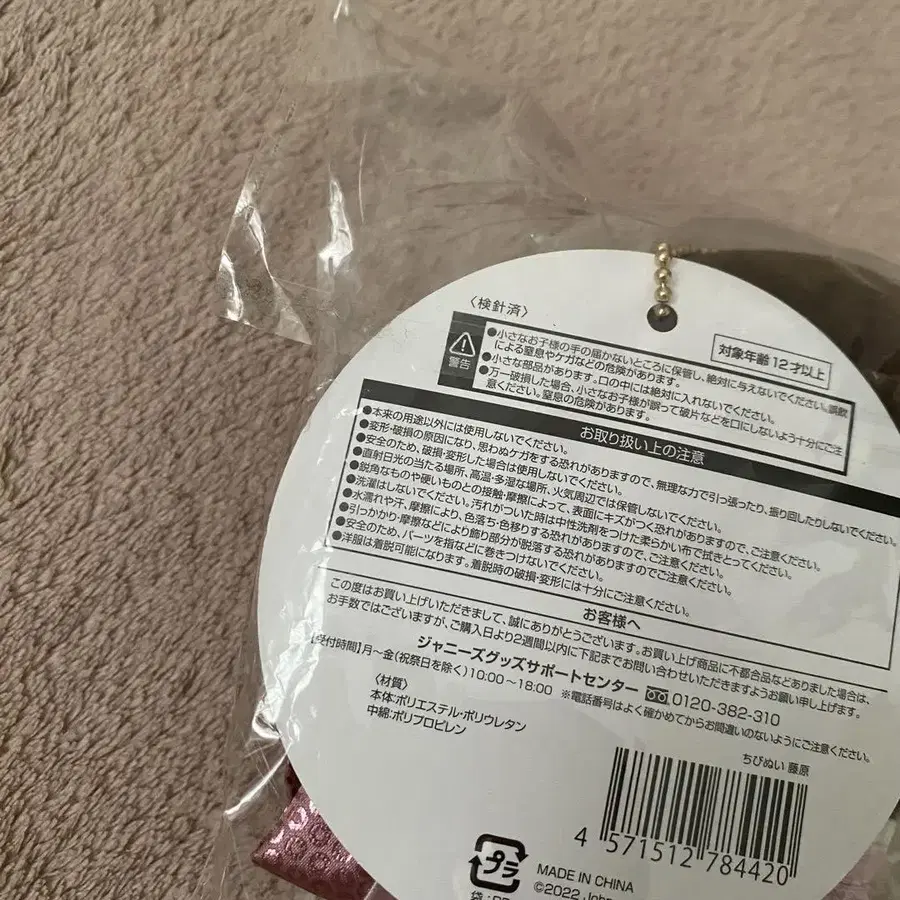 〈検針済〉
対象年齢12才以上
警告
●小さなお子様の手の届かないところに保管し、絶対に与えないでください。誤飲
による窒息やケガなどの危険があります。
●小さな部品があります。口の中には絶対に入れないでください。
●万一破損した場合、小さなお子様が誤って破片などを口にしないよう十分にご注
意ください。窒息の危険があります。
お取り扱い上の注意
●本来の用途以外には使用しないでください。
●変形・破損の原因になり、思わぬケガをする恐れがありますので、無理な力で引っ張ったり、振り回したりしないでください。
●安全のため、破損・変形した場合は使用しないでください。
●直射日光の当たる場所、高温・多湿な場所、火気周辺では保管しないでください。
●鋭角なものや硬いものとの接触・摩擦によって、表面にキズがつく恐れがありますので、ご注意ください。
●洗濯はしないでください。汚れがついた時は中性洗剤をつけた柔らかい布で拭きとってください。
●水濡れや汗、摩擦により、色落ち・色移りする恐れがありますので、ご注意ください。
●引っかかり・摩擦などにより飾り部分が脱落する恐れがありますのでご注意ください。
●安全のため、パーツを指などに巻きつけないでください。
●洋服は着脱可能になります。着脱時の破損・変形には十分にご注意ください。
お客様へ
この度はお買い上げいただきまして、誠にありがとうございます。お買い上げ商品に不都合品などありました場合は、
お手数ではございますが、ご購入日より2週間以内に下記までお問い合わせいただきますようお願い申し上げます。
ジャニーズグッズサポートセンター 0120-382-310
【受付時間】月〜金(祝祭日を除く)10:00〜18:00 ※電話番号はよく確かめてからお間違いのないようにご注意ください。
〈材質〉
本体:ポリエステル・ポリウレタン
中綿:ポリプロピレン
ちびぬい 藤原
4 571512 784420
プラ
MADE IN CHINA
©2022 John
袋:PP